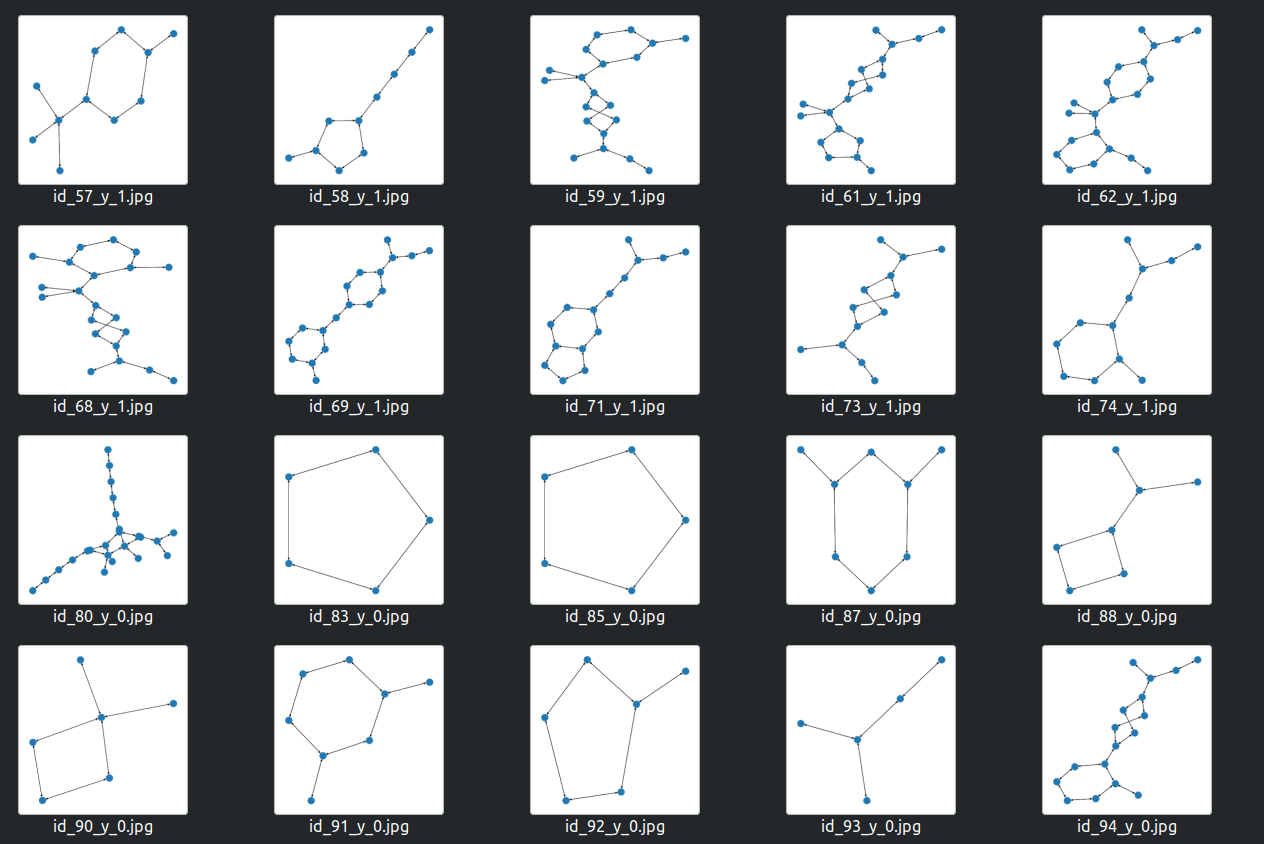 id_57_y_1.jpg id_58_y_1.jpg id_59_y_1.jpg id_61_y_1.jpg id_62_y_1.jpg
id_68_y_1.jpg id_69_y_1.jpg id_71_y_1.jpg id_73_y_1.jpg id_74_y_1.jpg
id_80_y_0.jpg id_83_y_0.jpg id_85_y_0.jpg id_87_y_0.jpg id_88_y_0.jpg
id_90_y_0.jpg id_91_y_0.jpg id_92_y_0.jpg id_93_y_0.jpg id_94_y_0.jpg